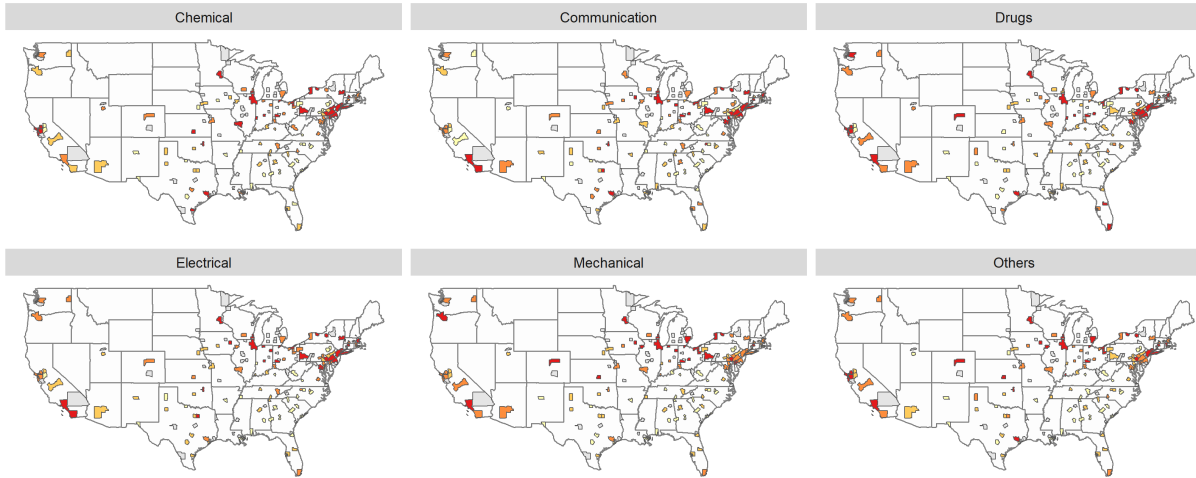 Chemical
Communication
Drugs
Electrical
Mechanical
Others